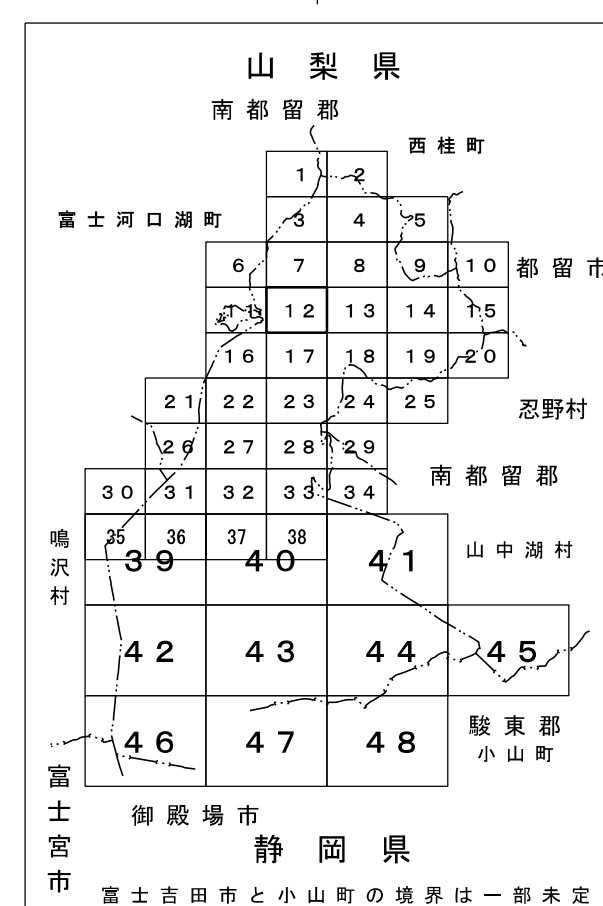 山梨県
南都留郡
西桂町
1 2
富士河口湖町
3 4 5
6 7 8 9 10
都留市
11 12 13 14 15
16 17 18 19 20
21 22 23 24 25
忍野村
26 27 28 29
南都留郡
30 31 32 33 34
鳴沢村
35 36 37 38
山中湖村
39 40 41
42 43 44 45
駿東郡
小山町
46 47 48
富士宮市
御殿場市
静岡県
富士吉田市と小山町の境界は一部未定